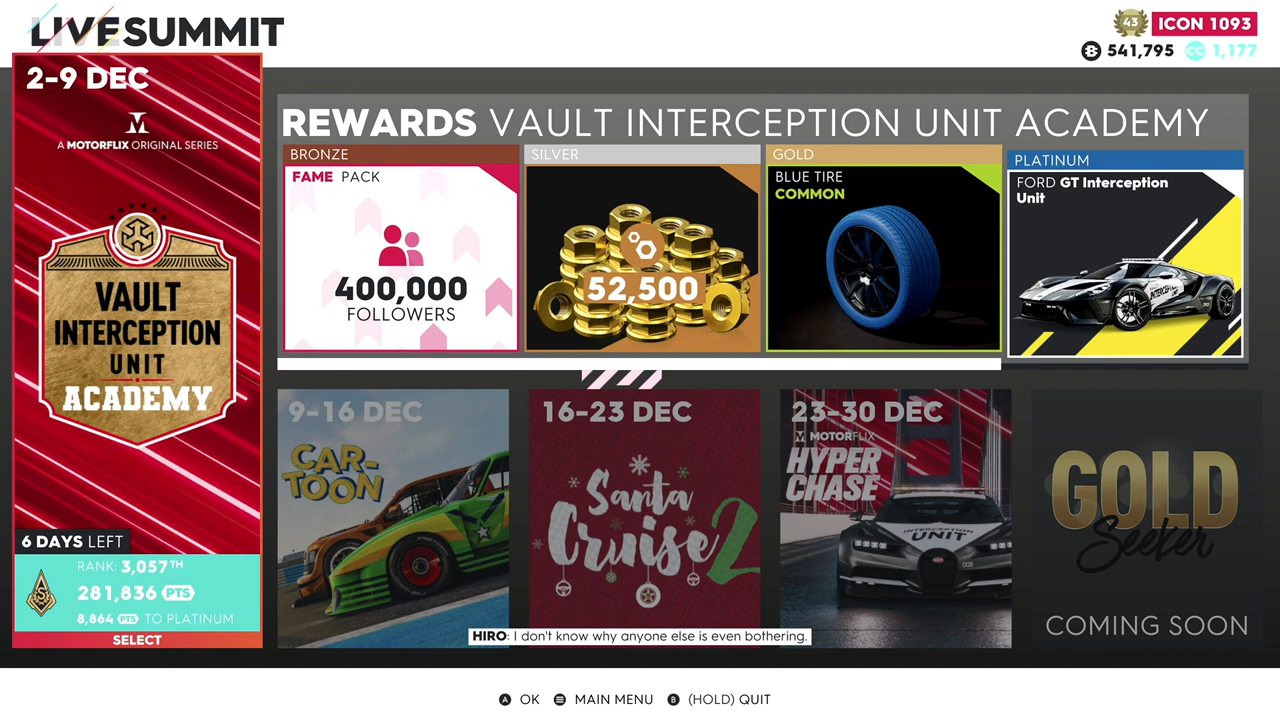 LIVE SUMMIT
43 ICON 1093
541,795 CC 1,177
2-9 DEC
A MOTORFLIX ORIGINAL SERIES
VAULT
INTERCEPTION
UNIT
ACADEMY
6 DAYS LEFT
RANK: 3,057TH
281,836 PTS
8,864 PTS TO PLATINUM
SELECT
REWARDS VAULT INTERCEPTION UNIT ACADEMY
BRONZE
FAME PACK
400,000
FOLLOWERS
SILVER
52,500
GOLD
BLUE TIRE
COMMON
PLATINUM
FORD GT Interception
Unit
9-16 DEC
CAR-
TOON
16-23 DEC
Santa
Cruise 2
23-30 DEC
MOTORFLIX
HYPER
CHASE
INTERCEPTION
UNIT
GOLD
Seeker
COMING SOON
HIRO: I don't know why anyone else is even bothering.
A OK MAIN MENU B (HOLD) QUIT